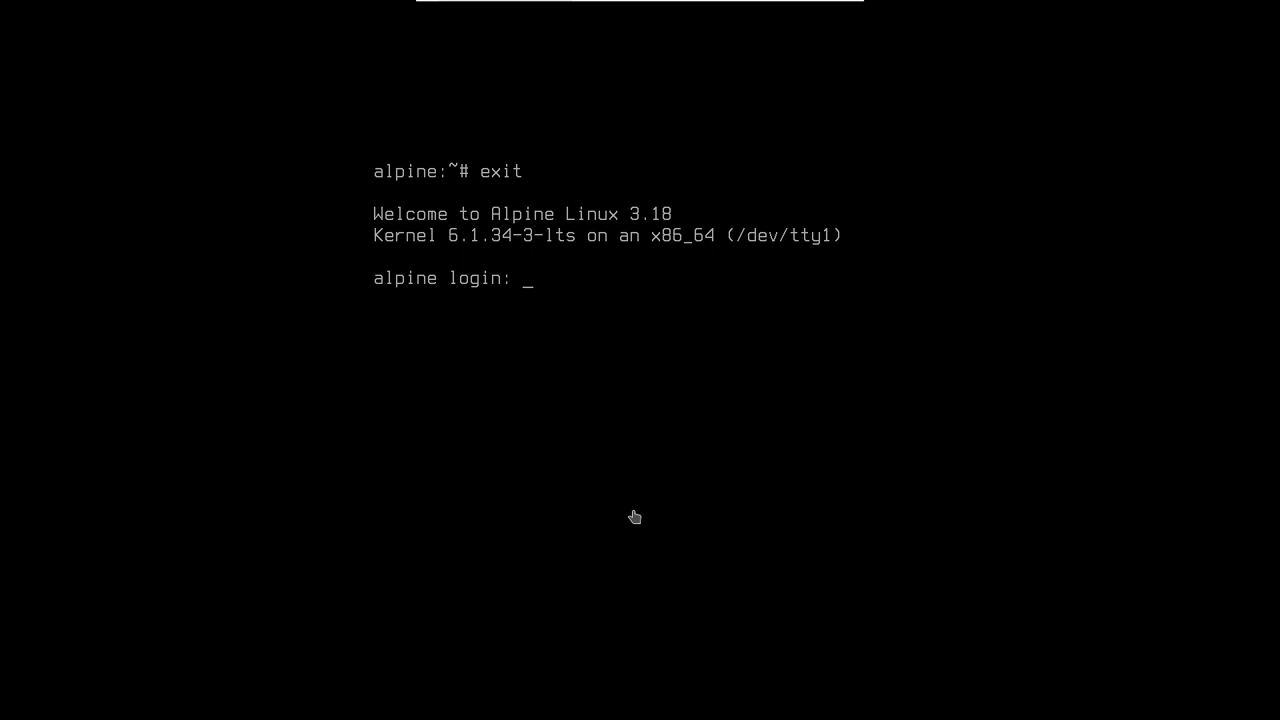 alpine:~# exit
Welcome to Alpine Linux 3.18
Kernel 6.1.34-3-lts on an x86_64 (/dev/tty1)
alpine login: _